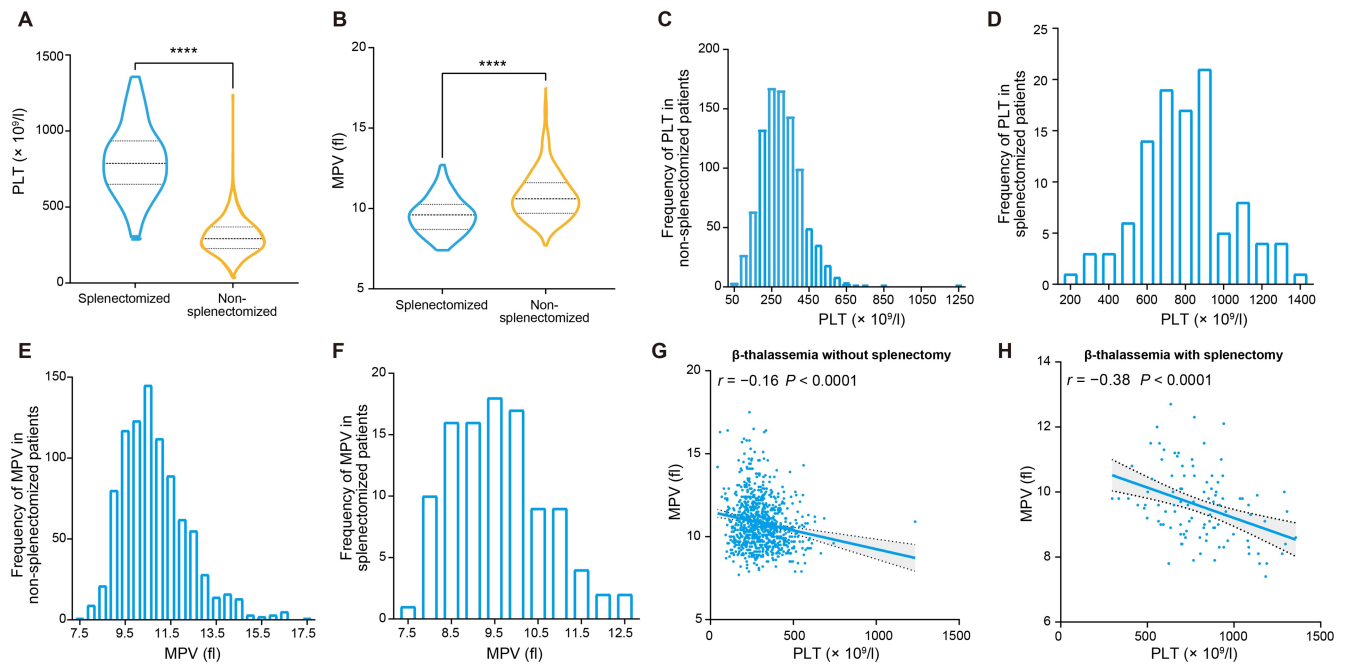 A
PLT (× 10⁹/l)
1500
1000
500
0
****
Splenectomized
Non-
splenectomized
B
MPV (fl)
20
15
10
5
****
Splenectomized
Non-
splenectomized
C
Frequency of PLT in
non-splenectomized patients
200
150
100
50
0
50 250 450 650 850 1050 1250
PLT (× 10⁹/l)
D
Frequency of PLT in
splenectomized patients
25
20
15
10
5
0
200 400 600 800 1000 1200 1400
PLT (× 10⁹/l)
E
Frequency of MPV in
non-splenectomized patients
150
100
50
0
7.5 9.5 11.5 13.5 15.5 17.5
MPV (fl)
F
Frequency of MPV in
splenectomized patients
20
15
10
5
0
7.5 8.5 9.5 10.5 11.5 12.5
MPV (fl)
G
β-thalassemia without splenectomy
r = −0.16 P < 0.0001
MPV (fl)
20
15
10
5
0 500 1000 1500
PLT (× 10⁹/l)
H
β-thalassemia with splenectomy
r = −0.38 P < 0.0001
MPV (fl)
14
12
10
8
6
0 500 1000 1500
PLT (× 10⁹/l)